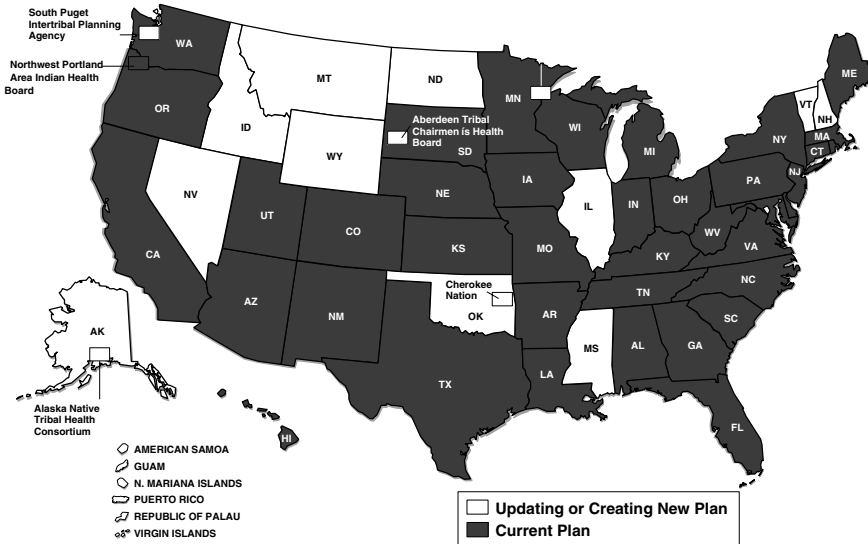 South Puget
Intertribal Planning
Agency
Northwest Portland
Area Indian Health
Board
WA
OR
CA
NV
ID
MT
WY
UT
AZ
CO
NM
ND
Aberdeen Tribal
Chairmen ís Health
Board
SD
NE
KS
Cherokee
Nation
OK
TX
MN
IA
MO
AR
LA
WI
IL
MS
MI
IN
OH
KY
TN
AL
GA
FL
SC
NC
VA
WV
PA
NY
NJ
CT
MA
VT
NH
ME
AK
Alaska Native
Tribal Health
Consortium
HI
AMERICAN SAMOA
GUAM
N. MARIANA ISLANDS
PUERTO RICO
REPUBLIC OF PALAU
VIRGIN ISLANDS
Updating or Creating New Plan
Current Plan